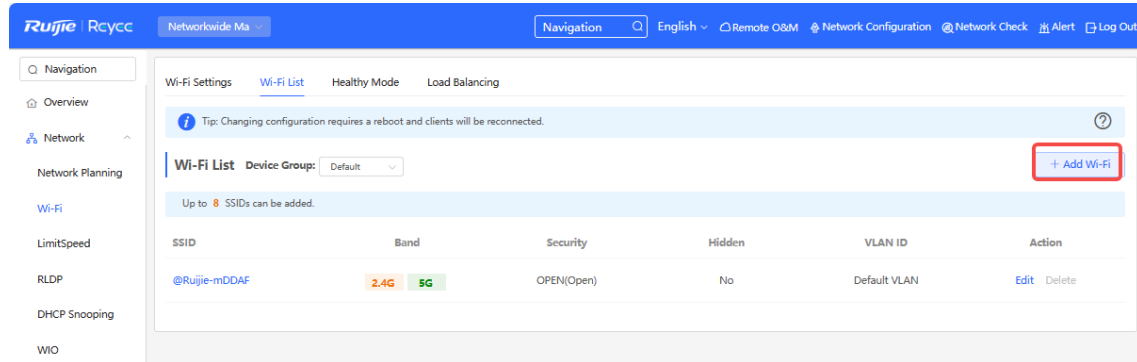 Ruijie | Rcycc Networkwide Ma Navigation English Remote O&M Network Configuration Network Check Alert Log Out
Navigation
Overview
Network
Network Planning
Wi-Fi
LimitSpeed
RLDP
DHCP Snooping
WIO
Wi-Fi Settings Wi-Fi List Healthy Mode Load Balancing
Tip: Changing configuration requires a reboot and clients will be reconnected.
Wi-Fi List Device Group: Default + Add Wi-Fi
Up to 8 SSIDs can be added.
SSID Band Security Hidden VLAN ID Action
@Ruijie-mDDAF 2.4G 5G OPEN(Open) No Default VLAN Edit Delete